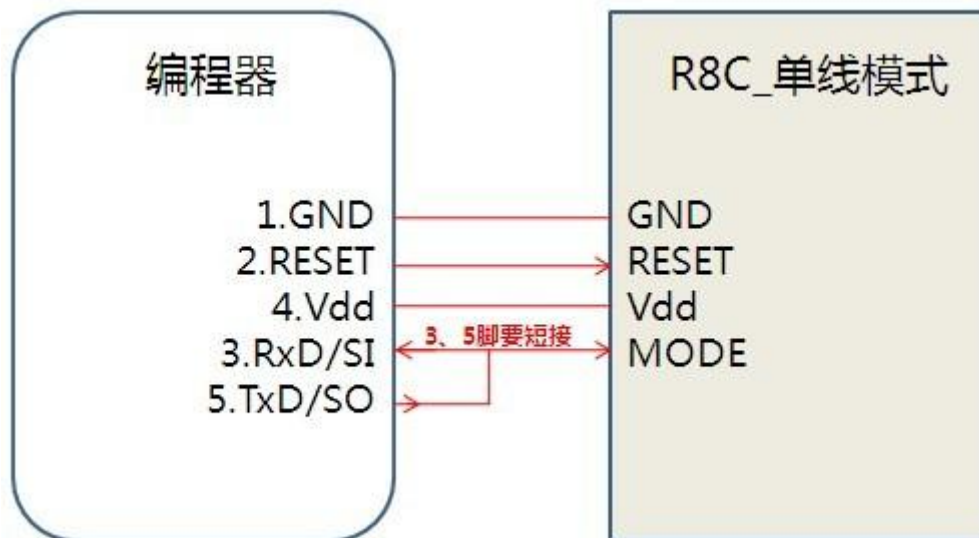 编程器
R8C_单线模式
1.GND
GND
2.RESET
RESET
4.Vdd
Vdd
3.RxD/SI
3、5脚要短接
MODE
5.TxD/SO